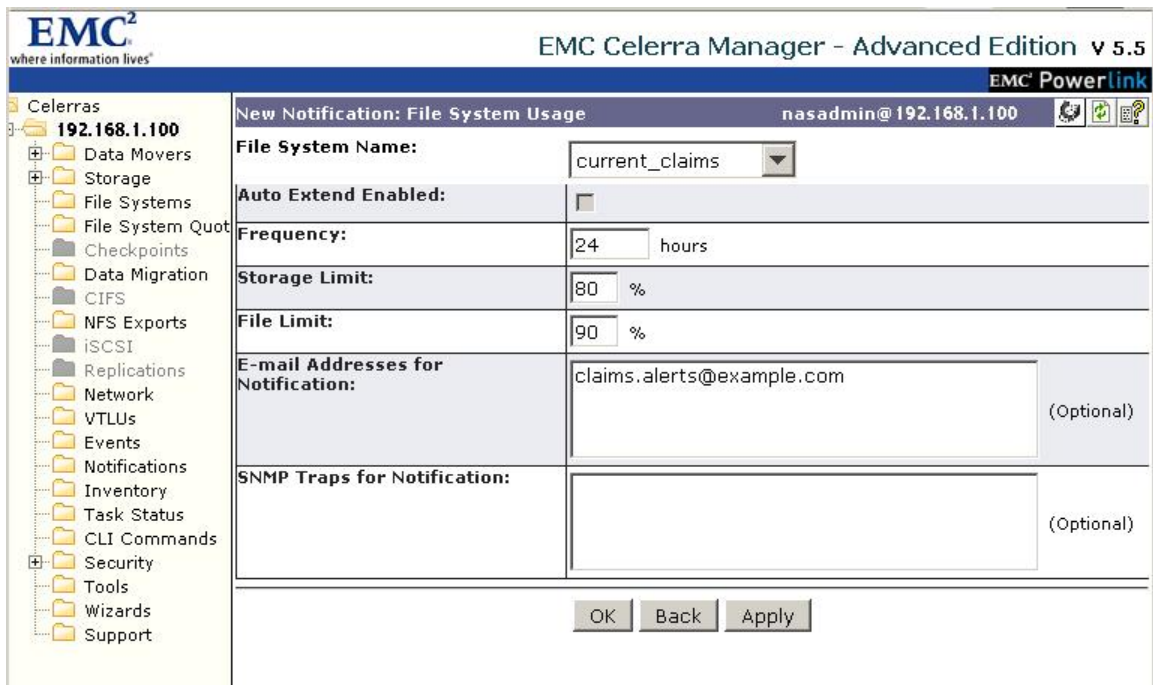 EMC²
where information lives®
EMC Celerra Manager - Advanced Edition v 5.5
EMC² Powerlink
Celerras
192.168.1.100
Data Movers
Storage
File Systems
File System Quot
Checkpoints
Data Migration
CIFS
NFS Exports
iSCSI
Replications
Network
VTLUs
Events
Notifications
Inventory
Task Status
CLI Commands
Security
Tools
Wizards
Support
New Notification: File System Usage nasadmin@192.168.1.100
File System Name: current_claims
Auto Extend Enabled:
Frequency: 24 hours
Storage Limit: 80 %
File Limit: 90 %
E-mail Addresses for
Notification:
claims.alerts@example.com
(Optional)
SNMP Traps for Notification:
(Optional)
OK Back Apply